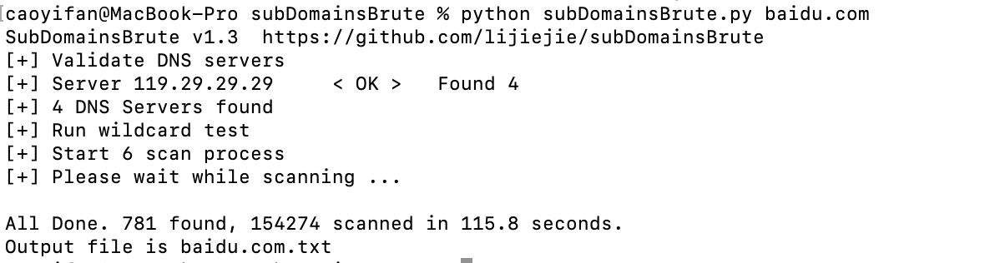 caoyifan@MacBook-Pro subDomainsBrute % python subDomainsBrute.py baidu.com
SubDomainsBrute v1.3  https://github.com/lijiejie/subDomainsBrute
[+] Validate DNS servers
[+] Server 119.29.29.29     < OK >   Found 4
[+] 4 DNS Servers found
[+] Run wildcard test
[+] Start 6 scan process
[+] Please wait while scanning ...
All Done. 781 found, 154274 scanned in 115.8 seconds.
Output file is baidu.com.txt